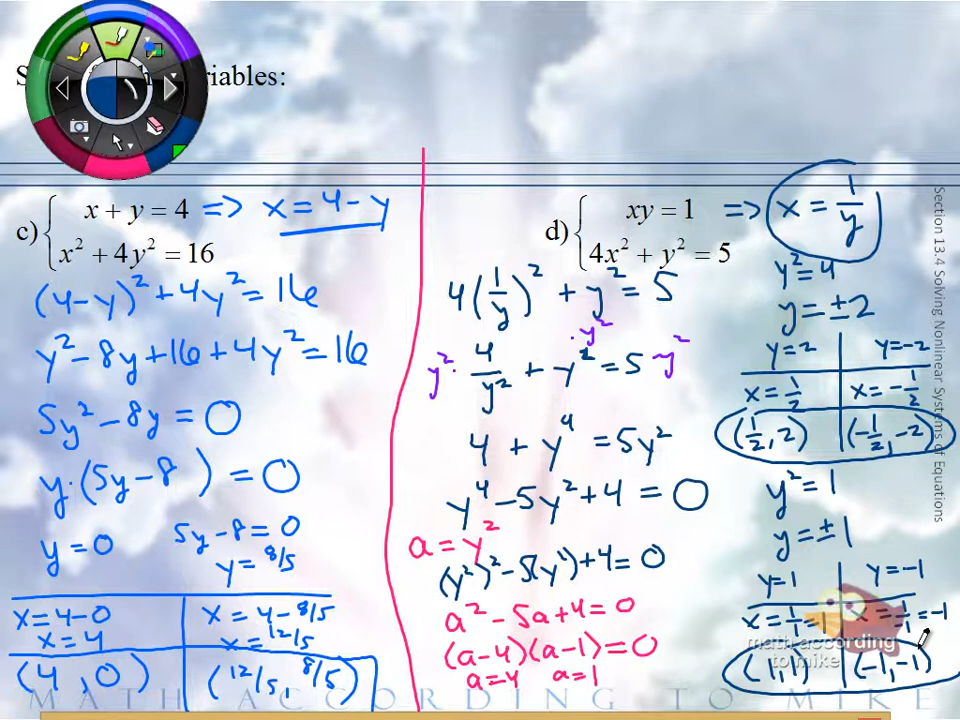 riables:
c) { x + y = 4 => x = 4 - y
x² + 4y² = 16
(4-y)² + 4y² = 16
y² - 8y + 16 + 4y² = 16
5y² - 8y = 0
y·(5y-8) = 0
y = 0 5y-8 = 0
y = 8/5
x = 4-0 x = 4 - 8/5
x = 4 x = 12/5
(4, 0) (12/5, 8/5)
d) { xy = 1 => x = 1/y
4x² + y² = 5
4(1/y)² + y² = 5
y²· 4/y² + y² ·y² = 5 y²
4 + y⁴ = 5y²
y⁴ - 5y² + 4 = 0
a = y²
(y²)² - 5(y²) + 4 = 0
a² - 5a + 4 = 0
(a-4)(a-1) = 0
a = 4 a = 1
y² = 4
y = ±2
y = 2 y = -2
x = 1/2 x = -1/2
(1/2, 2) (-1/2, -2)
y² = 1
y = ±1
y = 1 y = -1
x = 1/1 = 1 x = 1/-1 = -1
(1,1) (-1,-1)
Section 13.4 Solving Nonlinear Systems of Equations
math according
to mike
MATH ACCORDING TO MIKE